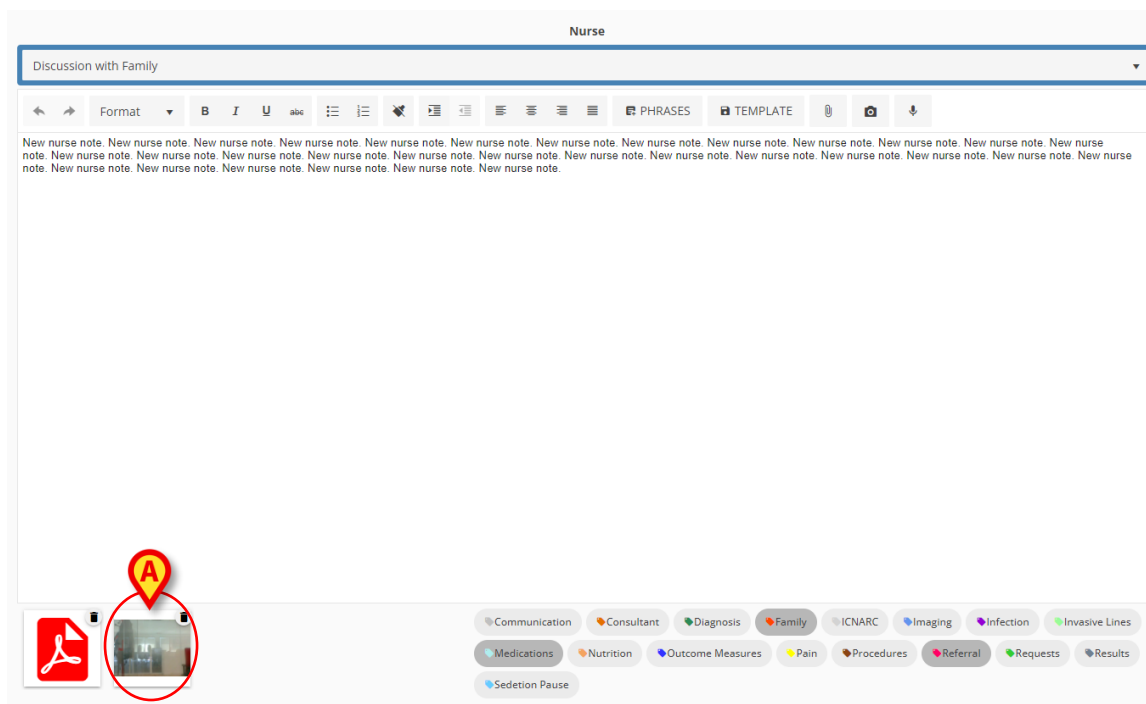 Nurse
Discussion with Family
Format B I U abc PHRASES TEMPLATE
New nurse note. New nurse note. New nurse note. New nurse note. New nurse note. New nurse note. New nurse note. New nurse note. New nurse note. New nurse note. New nurse note. New nurse note. New nurse
note. New nurse note. New nurse note. New nurse note. New nurse note. New nurse note. New nurse note. New nurse note. New nurse note. New nurse note. New nurse note. New nurse note. New nurse note. New nurse
note. New nurse note. New nurse note. New nurse note. New nurse note. New nurse note. New nurse note.
A
Communication Consultant Diagnosis Family ICNARC Imaging Infection Invasive Lines
Medications Nutrition Outcome Measures Pain Procedures Referral Requests Results
Sedetion Pause